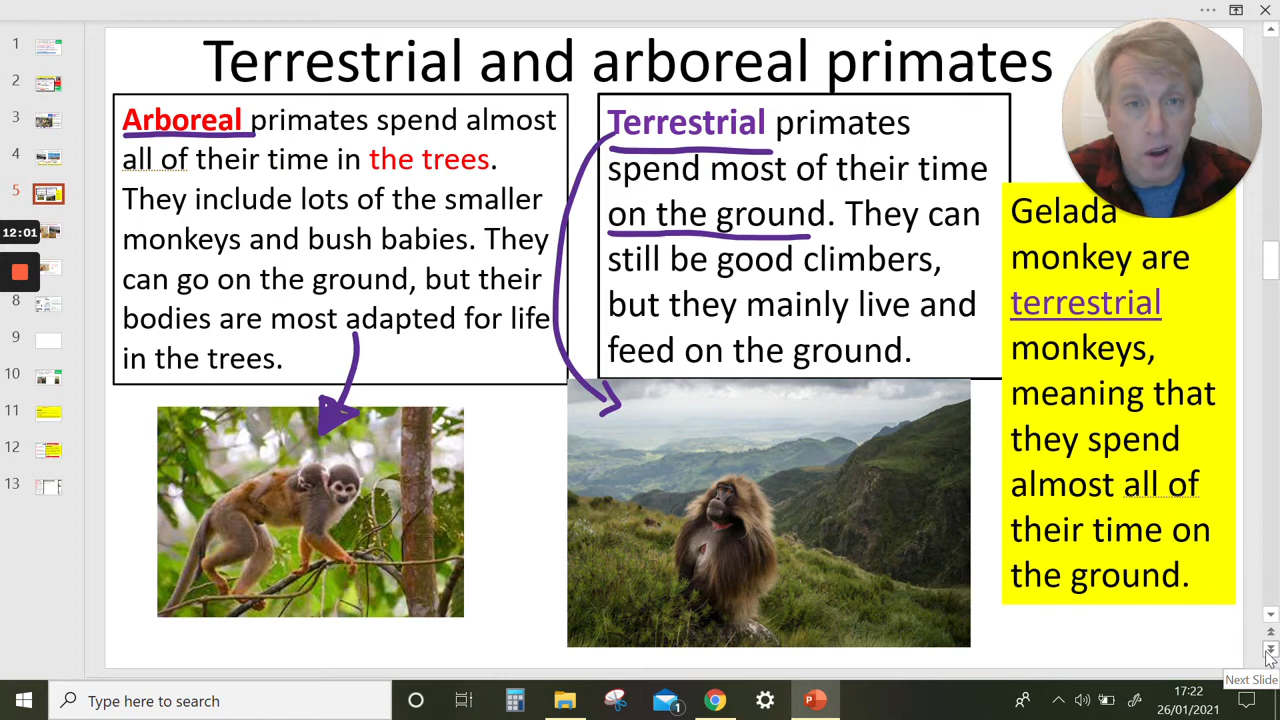 Terrestrial and arboreal primates
Arboreal primates spend almost
all of their time in the trees.
They include lots of the smaller
monkeys and bush babies. They
can go on the ground, but their
bodies are most adapted for life
in the trees.
Terrestrial primates
spend most of their time
on the ground. They can
still be good climbers,
but they mainly live and
feed on the ground.
Gelada
monkey are
terrestrial
monkeys,
meaning that
they spend
almost all of
their time on
the ground.
1
2
3
4
5
12:01
8
9
10
11
12
13
Next Slide
Type here to search
1
17:22
26/01/2021